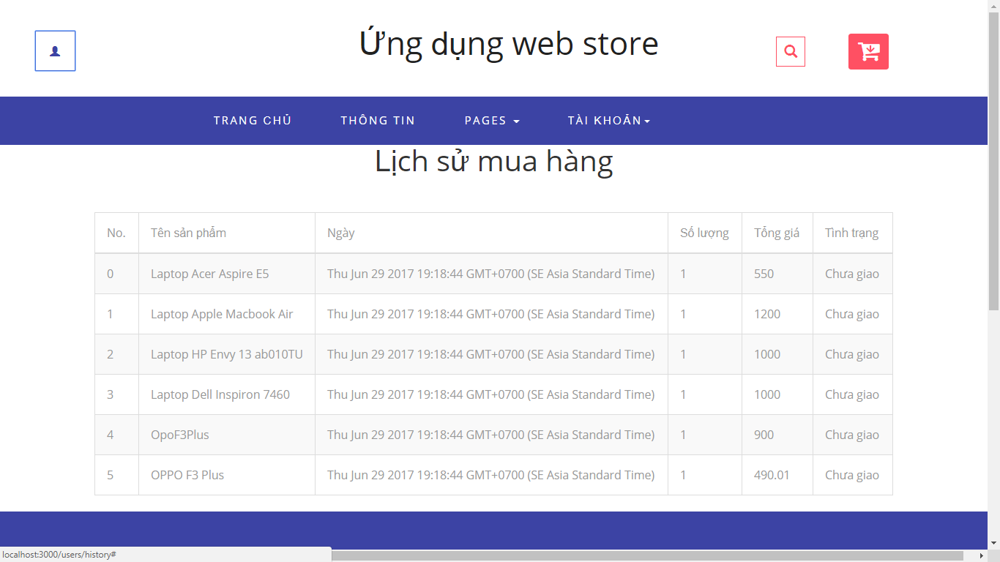 Ứng dụng web store
TRANG CHỦ THÔNG TIN PAGES TÀI KHOẢN
Lịch sử mua hàng
No. Tên sản phẩm Ngày Số lượng Tổng giá Tình trạng
0 Laptop Acer Aspire E5 Thu Jun 29 2017 19:18:44 GMT+0700 (SE Asia Standard Time) 1 550 Chưa giao
1 Laptop Apple Macbook Air Thu Jun 29 2017 19:18:44 GMT+0700 (SE Asia Standard Time) 1 1200 Chưa giao
2 Laptop HP Envy 13 ab010TU Thu Jun 29 2017 19:18:44 GMT+0700 (SE Asia Standard Time) 1 1000 Chưa giao
3 Laptop Dell Inspiron 7460 Thu Jun 29 2017 19:18:44 GMT+0700 (SE Asia Standard Time) 1 1000 Chưa giao
4 OpoF3Plus Thu Jun 29 2017 19:18:44 GMT+0700 (SE Asia Standard Time) 1 900 Chưa giao
5 OPPO F3 Plus Thu Jun 29 2017 19:18:44 GMT+0700 (SE Asia Standard Time) 1 490.01 Chưa giao
localhost:3000/users/history#